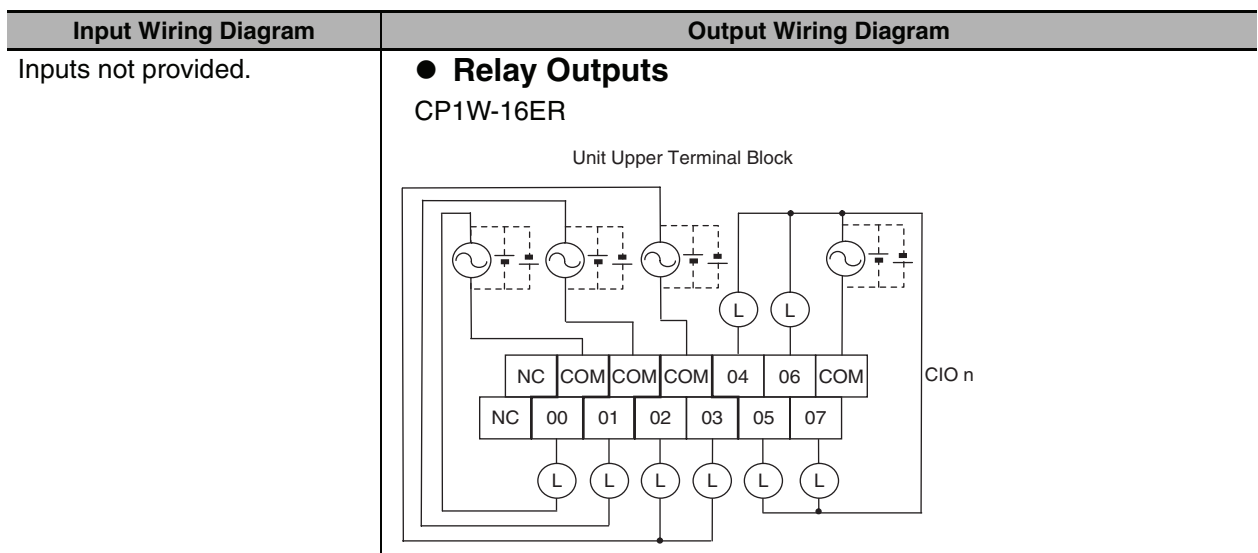 Input Wiring Diagram Output Wiring Diagram
Inputs not provided.
● Relay Outputs
CP1W-16ER
Unit Upper Terminal Block
L L
NC COM COM COM 04 06 COM CIO n
NC 00 01 02 03 05 07
L L L L L L